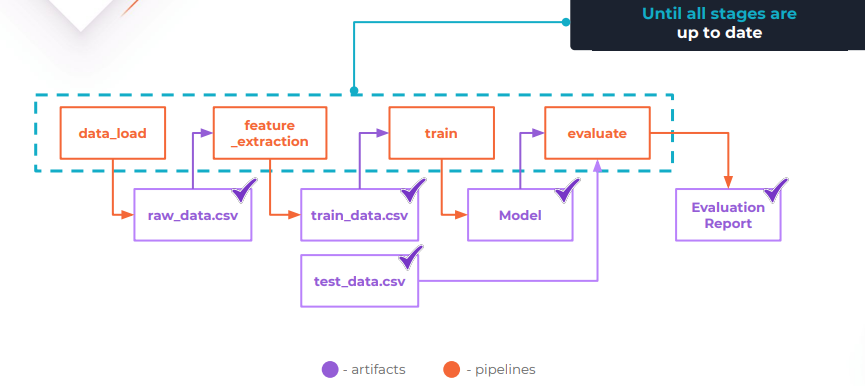 Until all stages are
up to date
data_load
feature
_extraction
train
evaluate
raw_data.csv
train_data.csv
Model
Evaluation
Report
test_data.csv
- artifacts
- pipelines